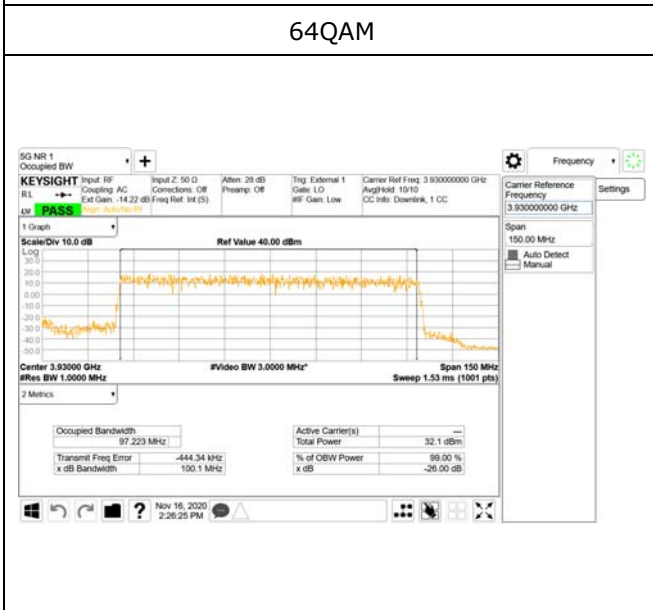 64QAM
5G NR 1
Occupied BW
Frequency
KEYSIGHT
R L
PASS
Input: RF
Coupling: AC
Ext Gain: -14.22 dB
Align: Auto/No RF
Input Z: 50 Ω
Corrections: Off
Freq Ref: Int (S)
Atten: 28 dB
Preamp: Off
Trig: External 1
Gate: LO
#IF Gain: Low
Carrier Ref Freq: 3.930000000 GHz
Avg|Hold: 10/10
CC Info: Downlink, 1 CC
Carrier Reference
Frequency
3.930000000 GHz
Span
150.00 MHz
Auto Detect
Manual
Settings
1 Graph
Scale/Div 10.0 dB
Ref Value 40.00 dBm
Log
30.0
20.0
10.0
0.00
-10.0
-20.0
-30.0
-40.0
-50.0
Center 3.93000 GHz
#Video BW 3.0000 MHz*
Span 150 MHz
#Res BW 1.0000 MHz
Sweep 1.53 ms (1001 pts)
2 Metrics
Occupied Bandwidth
97.223 MHz
Transmit Freq Error -444.34 kHz
x dB Bandwidth 100.1 MHz
Active Carrier(s) ---
Total Power 32.1 dBm
% of OBW Power 99.00 %
x dB -26.00 dB
Nov 16, 2020
2:26:25 PM